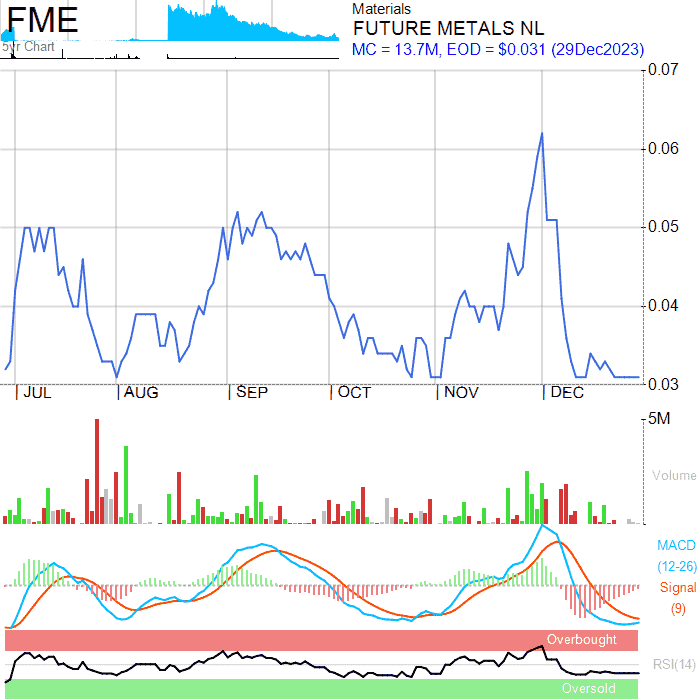 FME
5yr Chart
Materials
FUTURE METALS NL
MC = 13.7M, EOD = $0.031 (29Dec2023)
0.07
0.06
0.05
0.04
0.03
JUL AUG SEP OCT NOV DEC
5M
Volume
MACD
(12-26)
Signal
(9)
Overbought
RSI(14)
Oversold